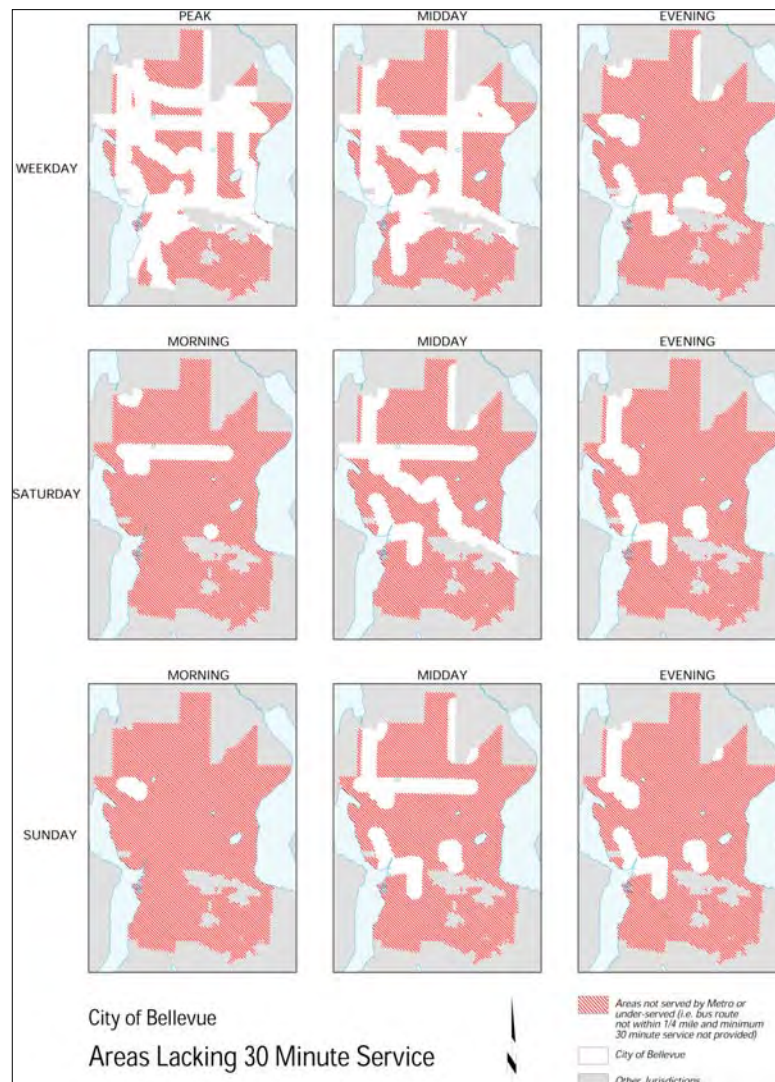 PEAK
MIDDAY
EVENING
WEEKDAY
MORNING
MIDDAY
EVENING
SATURDAY
MORNING
MIDDAY
EVENING
SUNDAY
City of Bellevue
Areas Lacking 30 Minute Service
Areas not served by Metro or
under-served (i.e. bus route
not within 1/4 mile and minimum
30 minute service not provided)
City of Bellevue
Other Jurisdictions